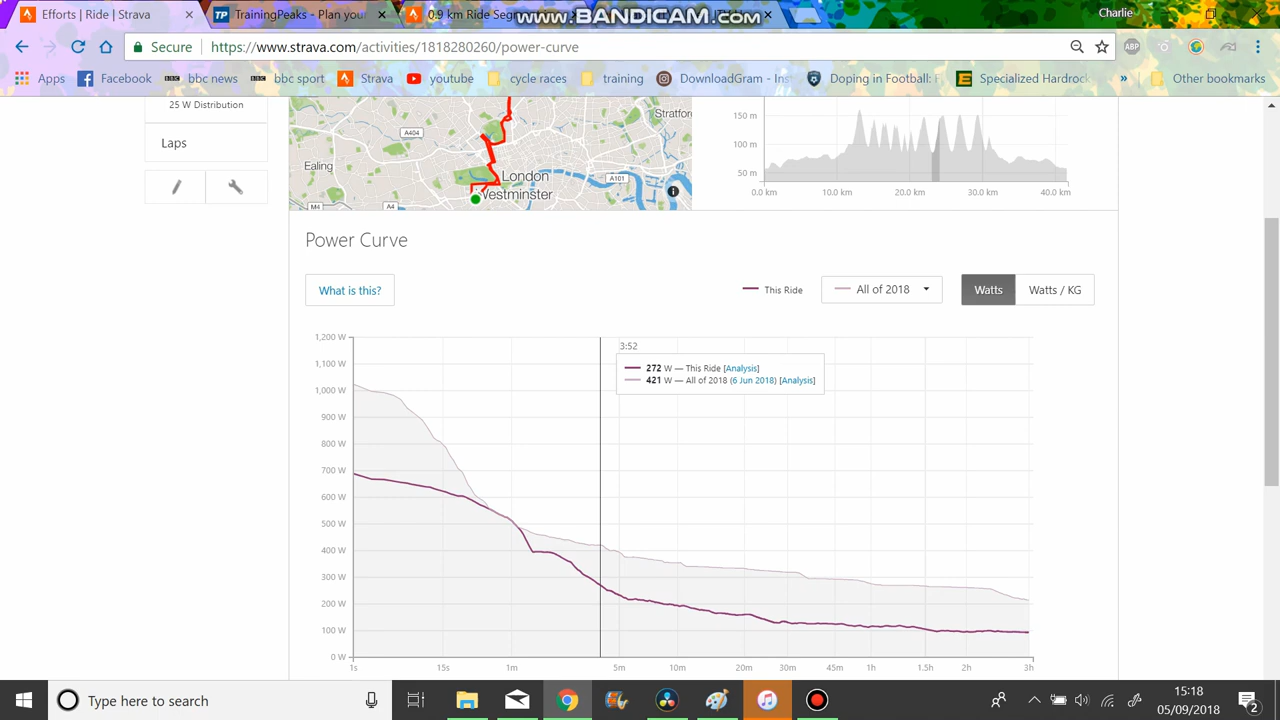 Efforts | Ride | Strava
TrainingPeaks - Plan your
0.9 km Ride Seg
www.BANDICAM.com
Charlie
Secure
https://www.strava.com/activities/1818280260/power-curve
ABP
Apps
Facebook
bbc news
bbc sport
Strava
youtube
cycle races
training
DownloadGram - Ins
Doping in Football: F
Specialized Hardrock
»
Other bookmarks
25 W Distribution
Laps
A404
Ealing
Stratfor
London
Westminster
A101
M4
A4
150 m
100 m
50 m
0.0 km
10.0 km
20.0 km
30.0 km
40.0 km
Power Curve
What is this?
This Ride
All of 2018
Watts
Watts / KG
1,200 W
1,100 W
1,000 W
900 W
800 W
700 W
600 W
500 W
400 W
300 W
200 W
100 W
0 W
3:52
272 W — This Ride [Analysis]
421 W — All of 2018 (6 Jun 2018) [Analysis]
1s
15s
1m
5m
10m
20m
30m
45m
1h
1.5h
2h
3h
Type here to search
15:18
05/09/2018
2